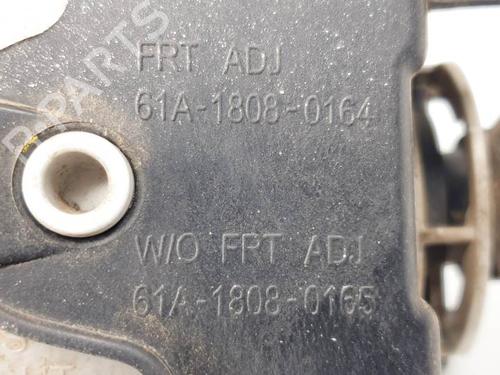 FRT ADJ
61A-1808-0164
W/O FRT ADJ
61A-1808-0165
B-PARTS